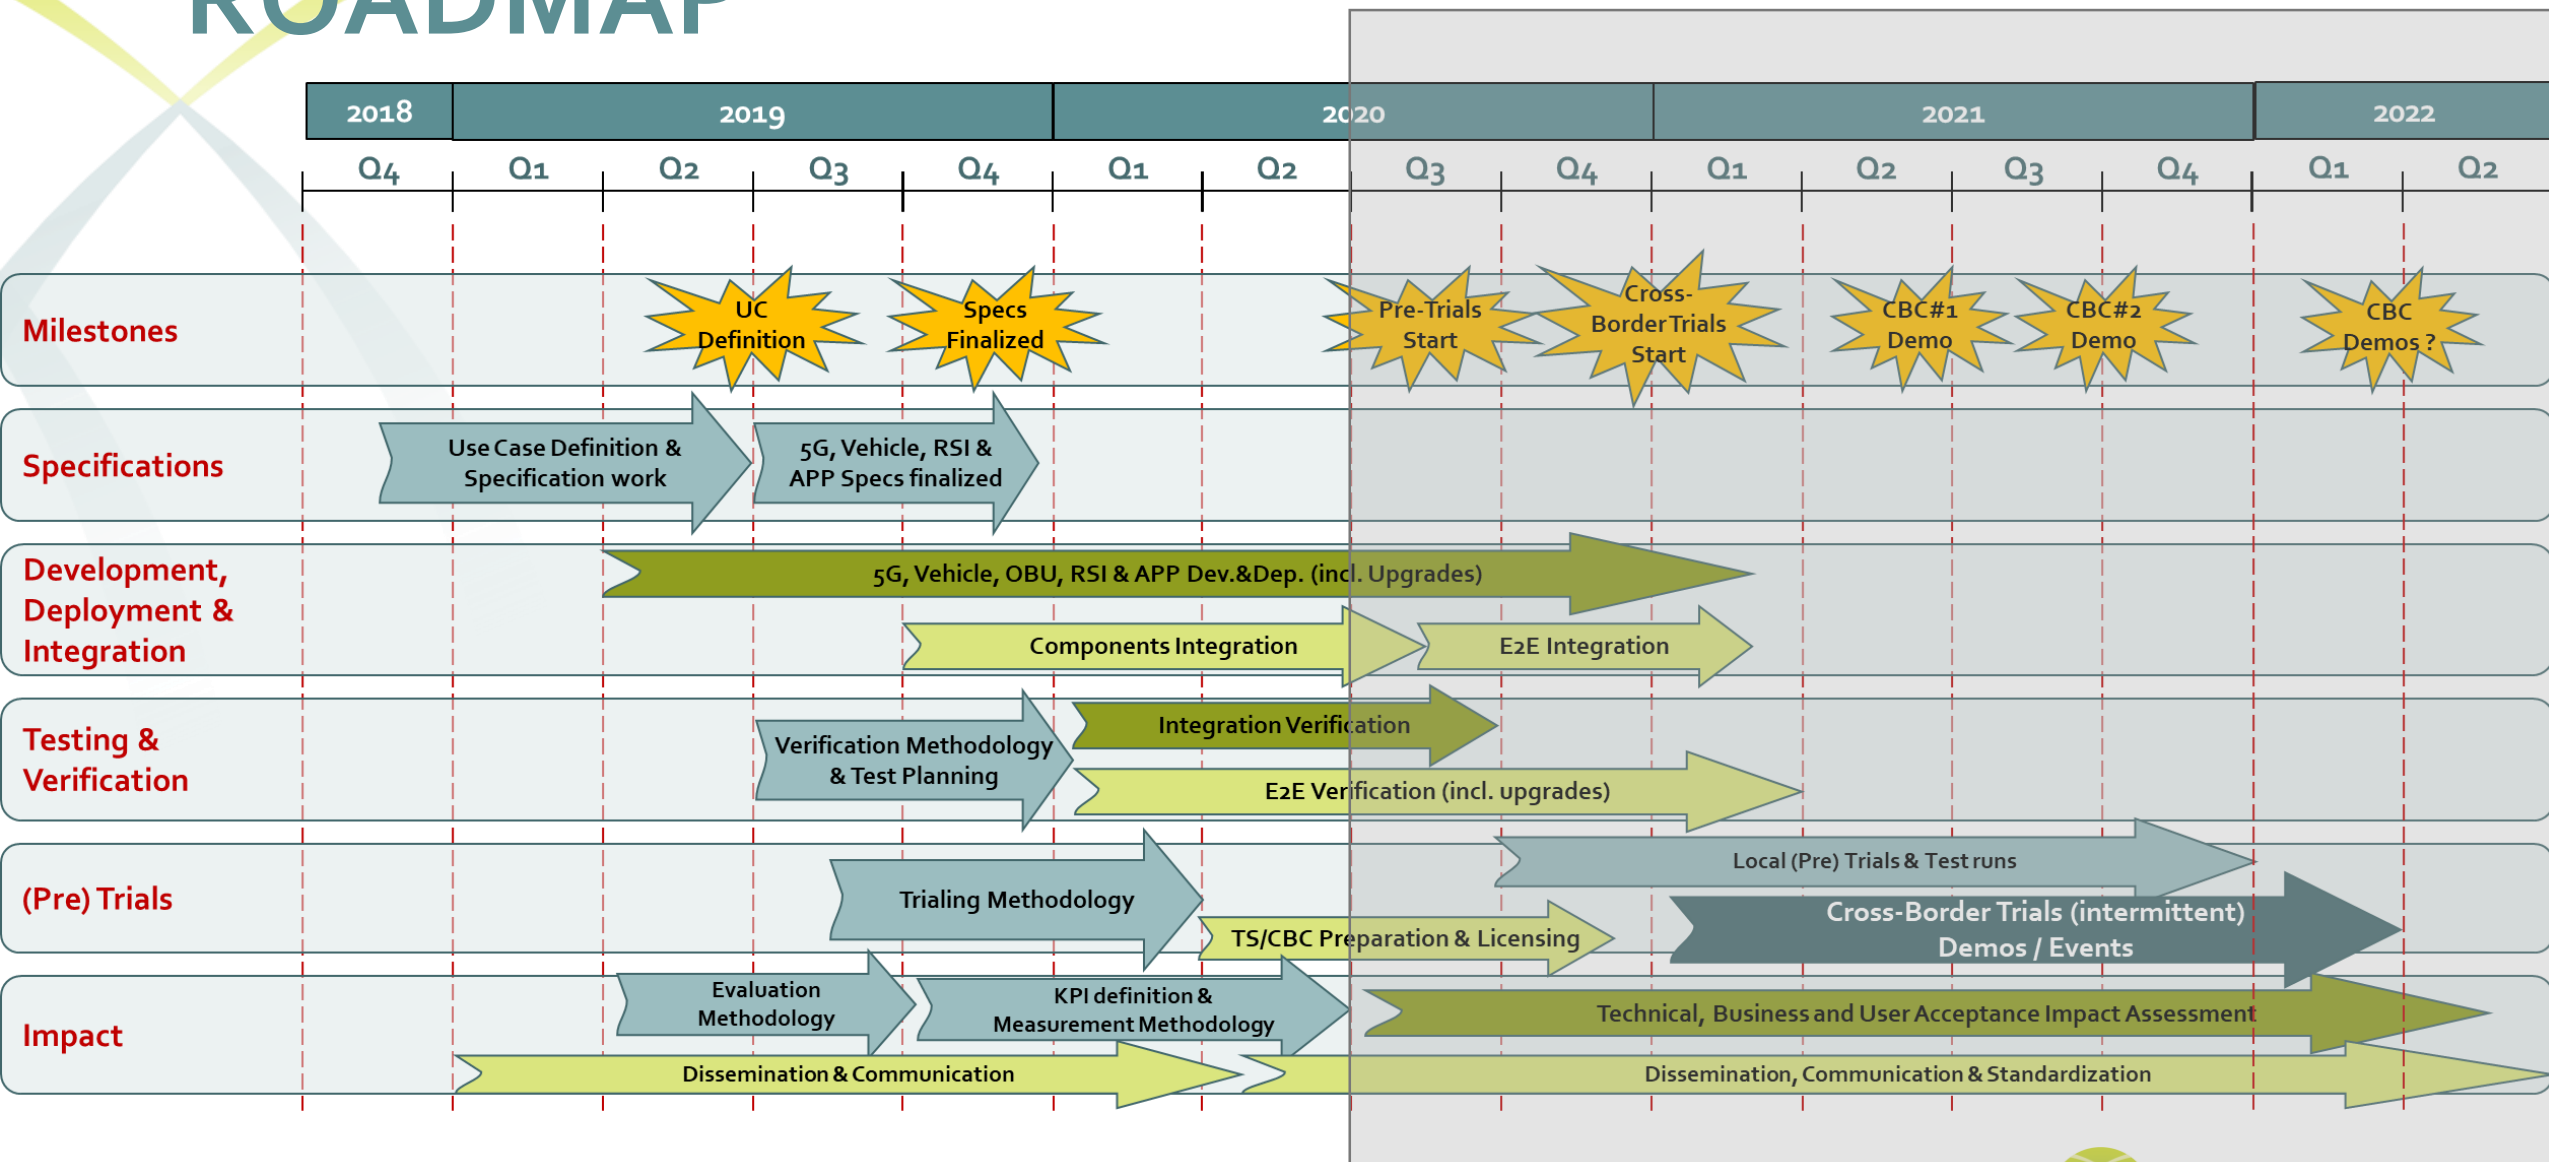 ROADMAP
2018 2019 2020 2021 2022
Q4 Q1 Q2 Q3 Q4 Q1 Q2 Q3 Q4 Q1 Q2 Q3 Q4 Q1 Q2
Milestones
UC
Definition
Specs
Finalized
Pre-Trials
Start
Cross-
Border Trials
Start
CBC#1
Demo
CBC#2
Demo
CBC
Demos ?
Specifications
Use Case Definition &
Specification work
5G, Vehicle, RSI &
APP Specs finalized
Development,
Deployment &
Integration
5G, Vehicle, OBU, RSI & APP Dev.&Dep. (incl. Upgrades)
Components Integration
E2E Integration
Testing &
Verification
Verification Methodology
& Test Planning
Integration Verification
E2E Verification (incl. upgrades)
(Pre) Trials
Trialing Methodology
TS/CBC Preparation & Licensing
Local (Pre) Trials & Test runs
Cross-Border Trials (intermittent)
Demos / Events
Impact
Evaluation
Methodology
KPI definition &
Measurement Methodology
Technical, Business and User Acceptance Impact Assessment
Dissemination & Communication
Dissemination, Communication & Standardization